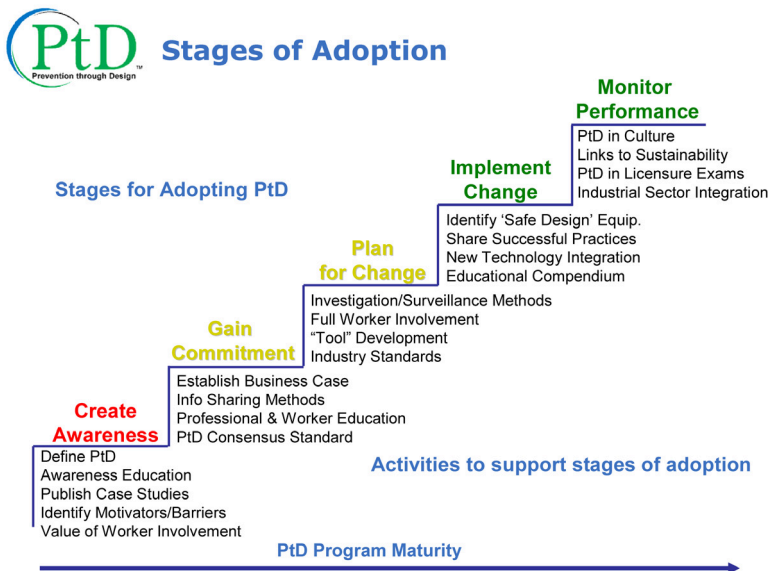 PtD
Prevention through Design
TM
Stages of Adoption
Monitor
Performance
PtD in Culture
Links to Sustainability
PtD in Licensure Exams
Industrial Sector Integration
Implement
Change
Stages for Adopting PtD
Identify ‘Safe Design’ Equip.
Share Successful Practices
New Technology Integration
Educational Compendium
Plan
for Change
Investigation/Surveillance Methods
Full Worker Involvement
“Tool” Development
Industry Standards
Gain
Commitment
Establish Business Case
Info Sharing Methods
Professional & Worker Education
PtD Consensus Standard
Create
Awareness
Define PtD
Awareness Education
Publish Case Studies
Identify Motivators/Barriers
Value of Worker Involvement
Activities to support stages of adoption
PtD Program Maturity